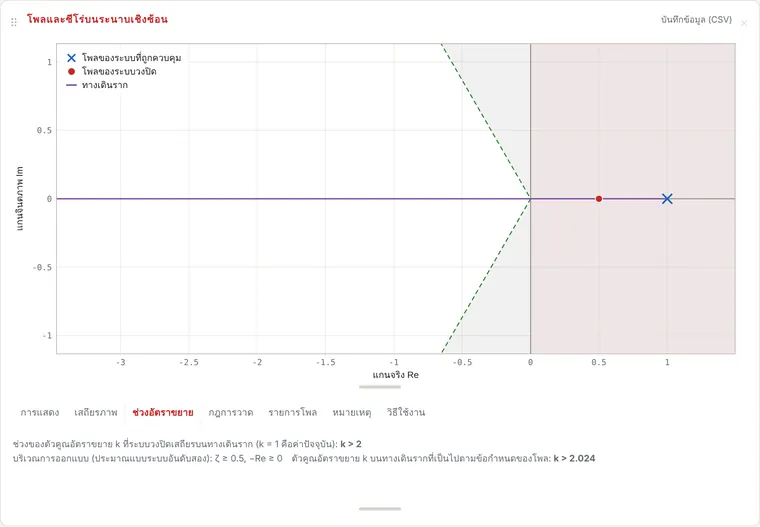 โพลและซีโร่บนระนาบเชิงซ้อน
บันทึกข้อมูล (CSV)
×
โพลของระบบที่ถูกควบคุม
โพลของระบบวงปิด
ทางเดินราก
แกนจินตภาพ Im
1
0.5
0
-0.5
-1
-3 -2.5 -2 -1.5 -1 -0.5 0 0.5 1
แกนจริง Re
การแสดง เสถียรภาพ ช่วงอัตราขยาย กฎการวาด รายการโพล หมายเหตุ วิธีใช้งาน
ช่วงของตัวคูณอัตราขยาย k ที่ระบบวงปิดเสถียรบนทางเดินราก (k = 1 คือค่าปัจจุบัน): k > 2
บริเวณการออกแบบ (ประมาณแบบระบบอันดับสอง): ζ ≥ 0.5, −Re ≥ 0 ตัวคูณอัตราขยาย k บนทางเดินรากที่เป็นไปตามข้อกำหนดของโพล: k > 2.024